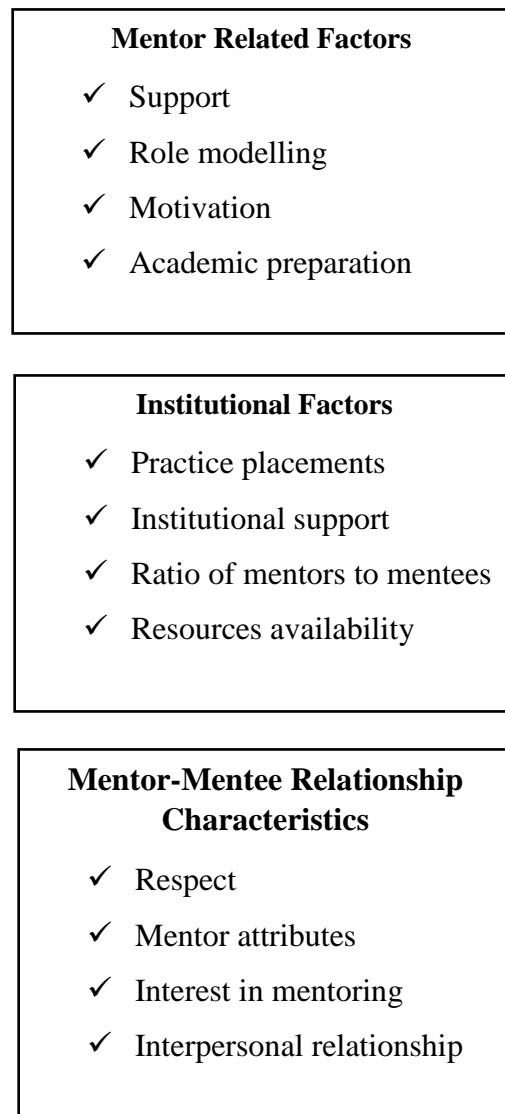 Mentor Related Factors
✓ Support
✓ Role modelling
✓ Motivation
✓ Academic preparation
Institutional Factors
✓ Practice placements
✓ Institutional support
✓ Ratio of mentors to mentees
✓ Resources availability
Mentor-Mentee Relationship
Characteristics
✓ Respect
✓ Mentor attributes
✓ Interest in mentoring
✓ Interpersonal relationship